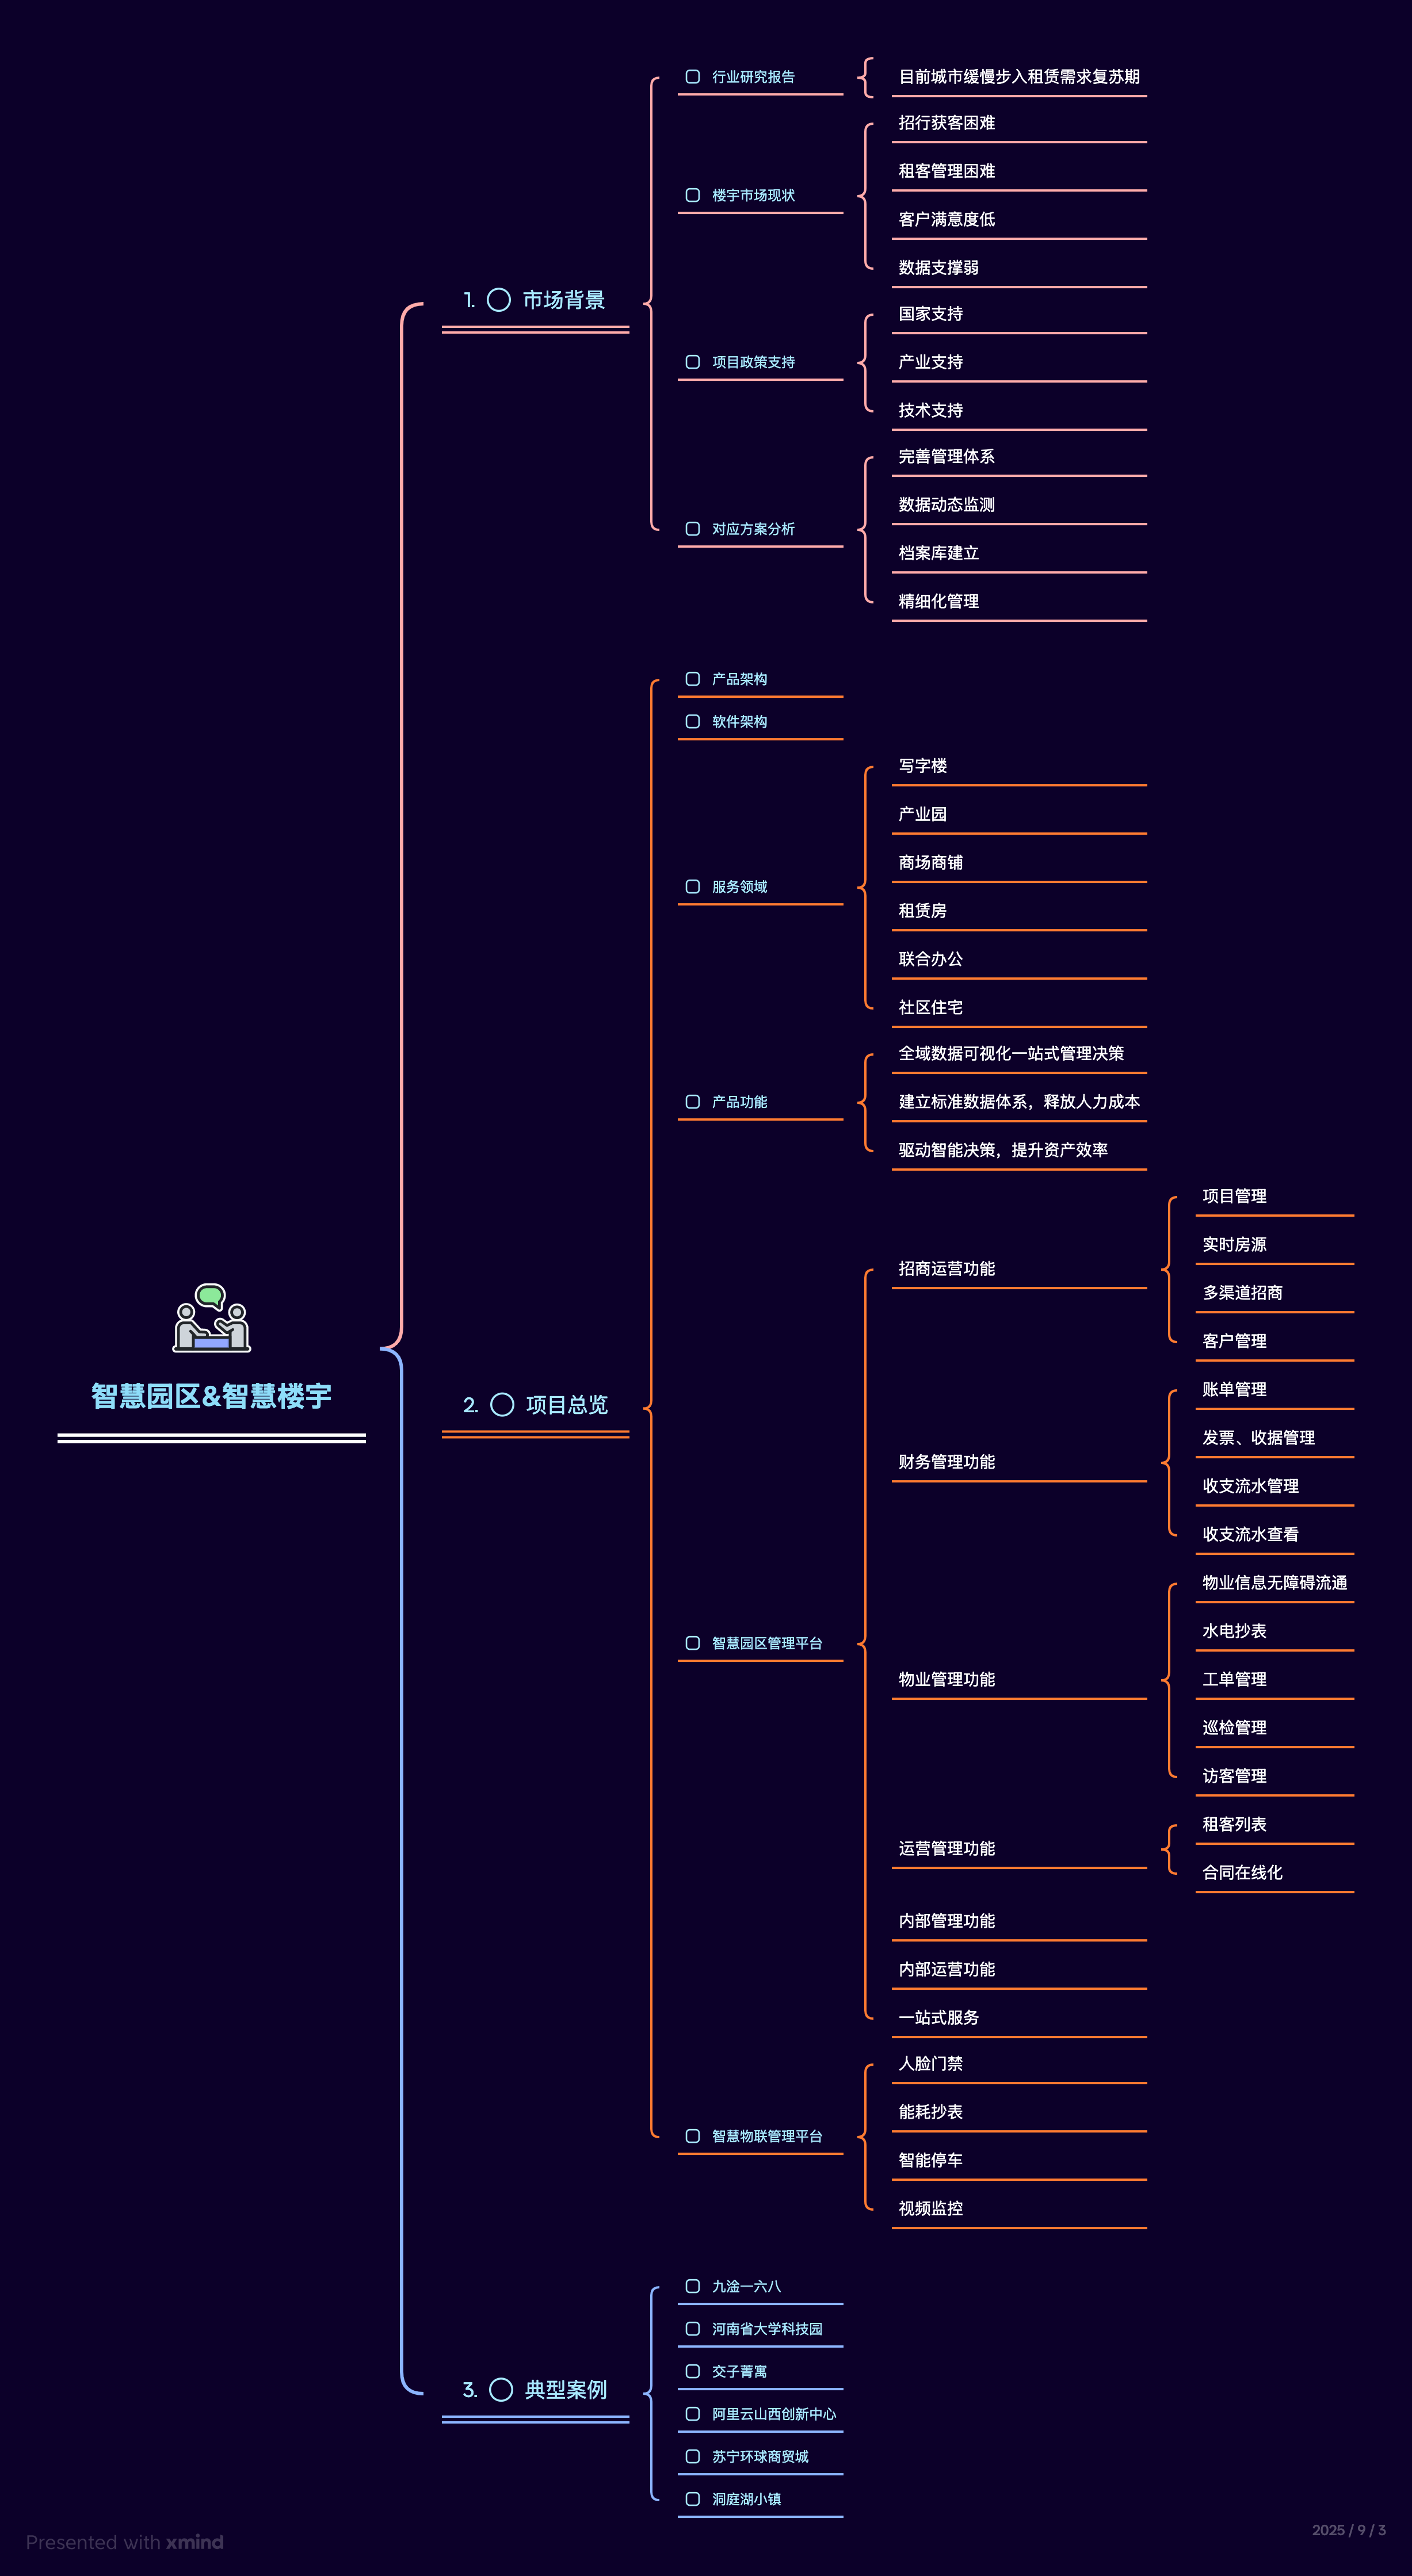 智慧园区&智慧楼宇
1. 市场背景
行业研究报告
目前城市缓慢步入租赁需求复苏期
楼宇市场现状
招行获客困难
租客管理困难
客户满意度低
数据支撑弱
项目政策支持
国家支持
产业支持
技术支持
对应方案分析
完善管理体系
数据动态监测
档案库建立
精细化管理
2. 项目总览
产品架构
软件架构
服务领域
写字楼
产业园
商场商铺
租赁房
联合办公
社区住宅
产品功能
全域数据可视化一站式管理决策
建立标准数据体系，释放人力成本
驱动智能决策，提升资产效率
智慧园区管理平台
招商运营功能
项目管理
实时房源
多渠道招商
客户管理
财务管理功能
账单管理
发票、收据管理
收支流水管理
收支流水查看
物业管理功能
物业信息无障碍流通
水电抄表
工单管理
巡检管理
访客管理
运营管理功能
租客列表
合同在线化
内部管理功能
内部运营功能
一站式服务
智慧物联管理平台
人脸门禁
能耗抄表
智能停车
视频监控
3. 典型案例
九淦一六八
河南省大学科技园
交子菁寓
阿里云山西创新中心
苏宁环球商贸城
洞庭湖小镇
Presented with xmind
2025 / 9 / 3